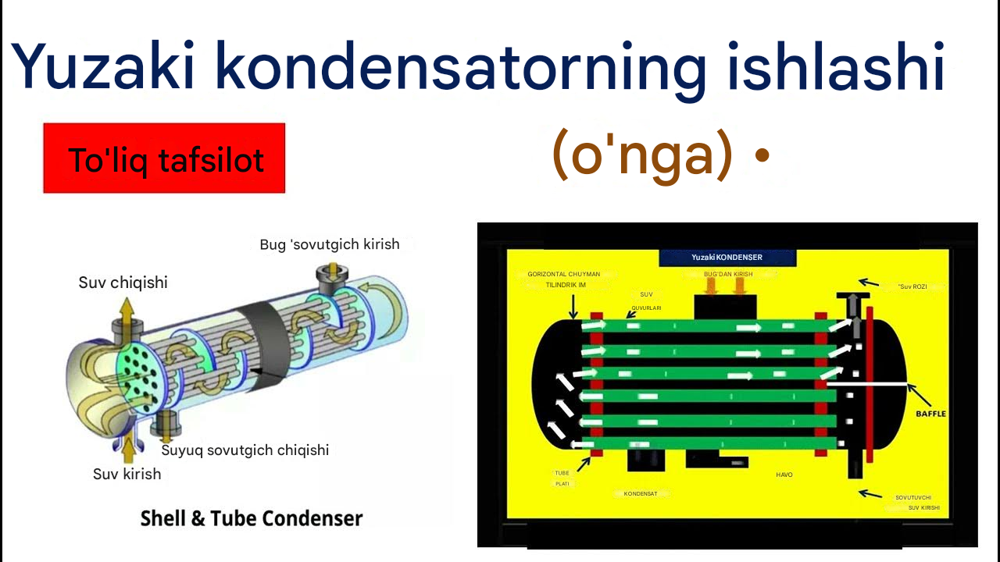 Yuzaki kondensatorning ishlashi
To'liq tafsilot
(o'nga) •
Bug 'sovutgich kirish
Suv chiqishi
Suyuq sovutgich chiqishi
Suv kirish
Shell & Tube Condenser
Yuzaki KONDENSER
GORIZONTAL CHUYMAN
TILINDRIK IM
BUG'DAN KIRISH
SUV
QUVURLARI
"Suv ROZI
BAFFLE
TUBE
PLATI
HAVO
KONDENSAT
SOVUTUVCHI
SUV KIRISHI